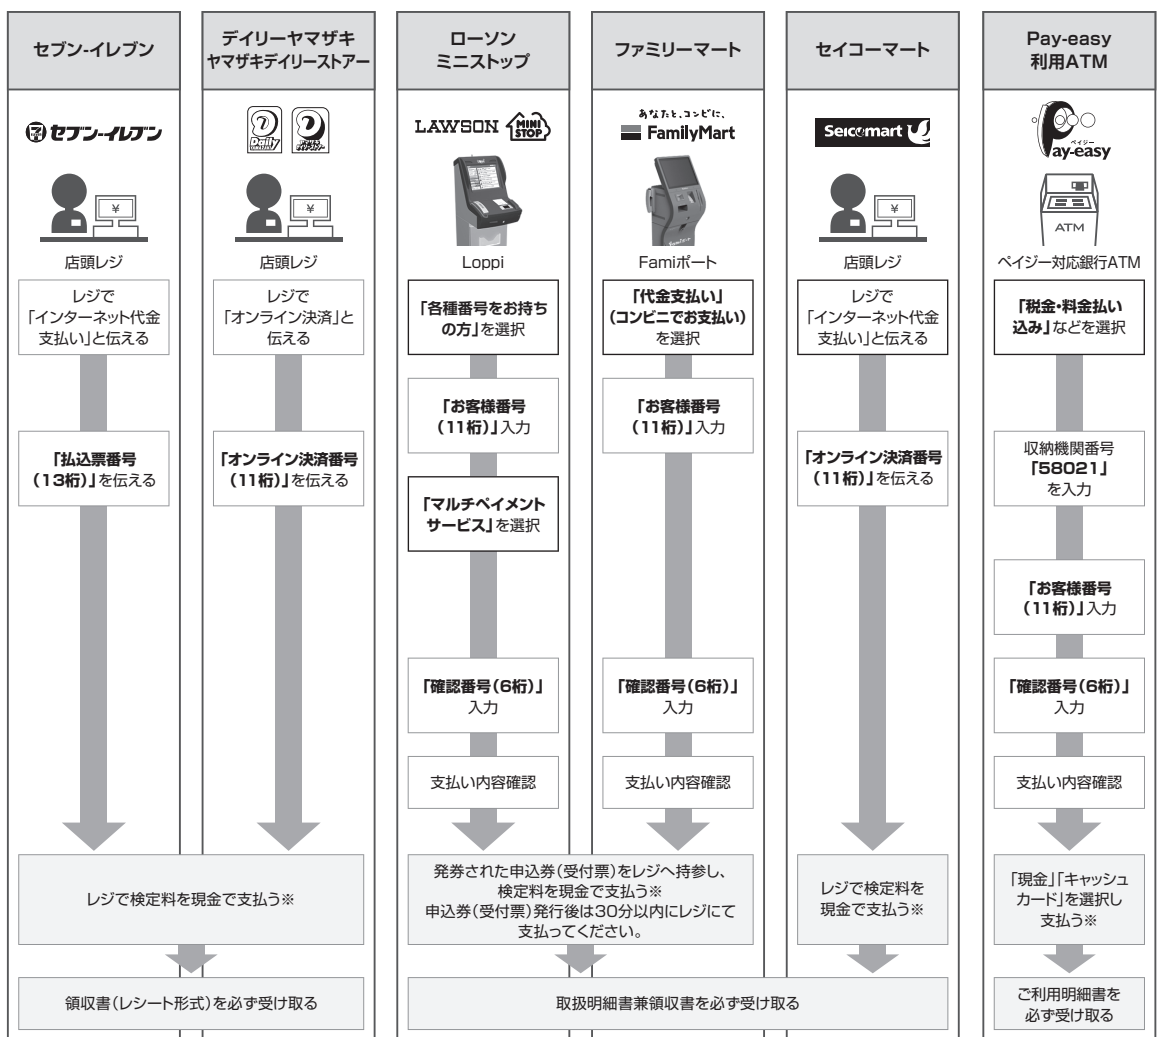 セブン-イレブン
デイリーヤマザキ
ヤマザキデイリーストアー
ローソン
ミニストップ
ファミリーマート
セイコーマート
Pay-easy
利用ATM
セブン-イレブン
Daily
LAWSON
MINI
STOP
あなたと、コンビに、
FamilyMart
Seicomart
ペイジー
Pay-easy
¥
¥
¥
ATM
店頭レジ
店頭レジ
Loppi
Famiポート
店頭レジ
ペイジー対応銀行ATM
レジで
「インターネット代金
支払い」と伝える
レジで
「オンライン決済」と
伝える
「各種番号をお持ち
の方」を選択
「代金支払い」
(コンビニでお支払い)
を選択
レジで
「インターネット代金
支払い」と伝える
「税金・料金払い
込み」などを選択
「お客様番号
(11桁)」入力
「お客様番号
(11桁)」入力
「払込票番号
(13桁)」を伝える
「オンライン決済番号
(11桁)」を伝える
「マルチペイメント
サービス」を選択
「オンライン決済番号
(11桁)」を伝える
収納機関番号
「58021」
を入力
「お客様番号
(11桁)」入力
「確認番号(6桁)」
入力
「確認番号(6桁)」
入力
「確認番号(6桁)」
入力
支払い内容確認
支払い内容確認
支払い内容確認
レジで検定料を現金で支払う※
発券された申込券(受付票)をレジへ持参し、
検定料を現金で支払う※
申込券(受付票)発行後は30分以内にレジにて
支払ってください。
レジで検定料を
現金で支払う※
「現金」「キャッシュ
カード」を選択し
支払う※
領収書(レシート形式)を必ず受け取る
取扱明細書兼領収書を必ず受け取る
ご利用明細書を
必ず受け取る